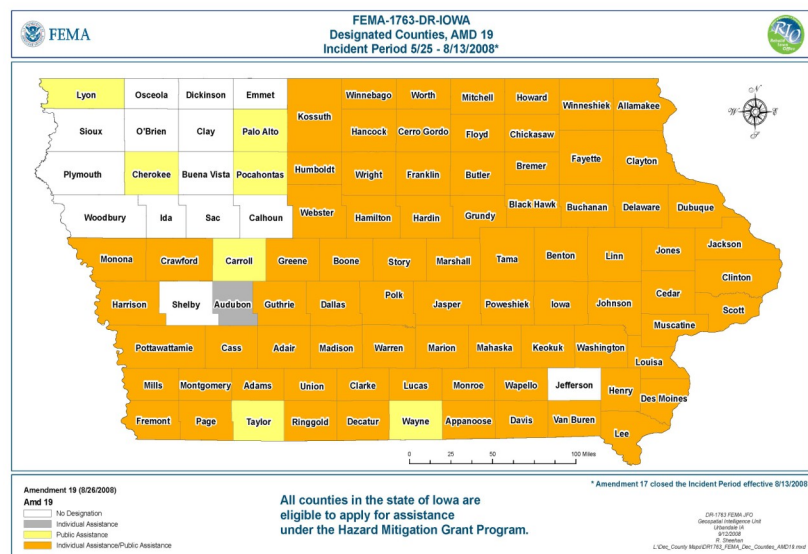 FEMA
FEMA-1763-DR-IOWA
Designated Counties, AMD 19
Incident Period 5/25 - 8/13/2008*
RIO
N
W E
S
Lyon Osceola Dickinson Emmet
Winnebago Worth Mitchell Howard Winneshiek Allamakee
Kossuth
Sioux O'Brien Clay Palo Alto
Hancock Cerro Gordo Floyd Chickasaw
Plymouth Cherokee Buena Vista Pocahontas
Humboldt Wright Franklin Butler Bremer Fayette Clayton
Woodbury Ida Sac Calhoun
Webster Hamilton Hardin Grundy Black Hawk Buchanan Delaware Dubuque
Monona Crawford Carroll Greene Boone Story Marshall Tama Benton Linn Jones Jackson
Clinton
Harrison Shelby Audubon Guthrie Dallas Polk Jasper Poweshiek Iowa Johnson Cedar
Scott
Muscatine
Pottawattamie Cass Adair Madison Warren Marion Mahaska Keokuk Washington
Louisa
Mills Montgomery Adams Union Clarke Lucas Monroe Wapello Jefferson Henry
Des Moines
Fremont Page Taylor Ringgold Decatur Wayne Appanoose Davis Van Buren
Lee
0 25 50 100 Miles
* Amendment 17 closed the Incident Period effective 8/13/2008
Amendment 19 (8/26/2008)
Amd 19
No Designation
Individual Assistance
Public Assistance
Individual Assistance/Public Assistance
All counties in the state of Iowa are
eligible to apply for assistance
under the Hazard Mitigation Grant Program.
DR-1763 FEMA JFO
Geospatial Intelligence Unit
Urbandale IA
9/12/2008
R. Sheehan